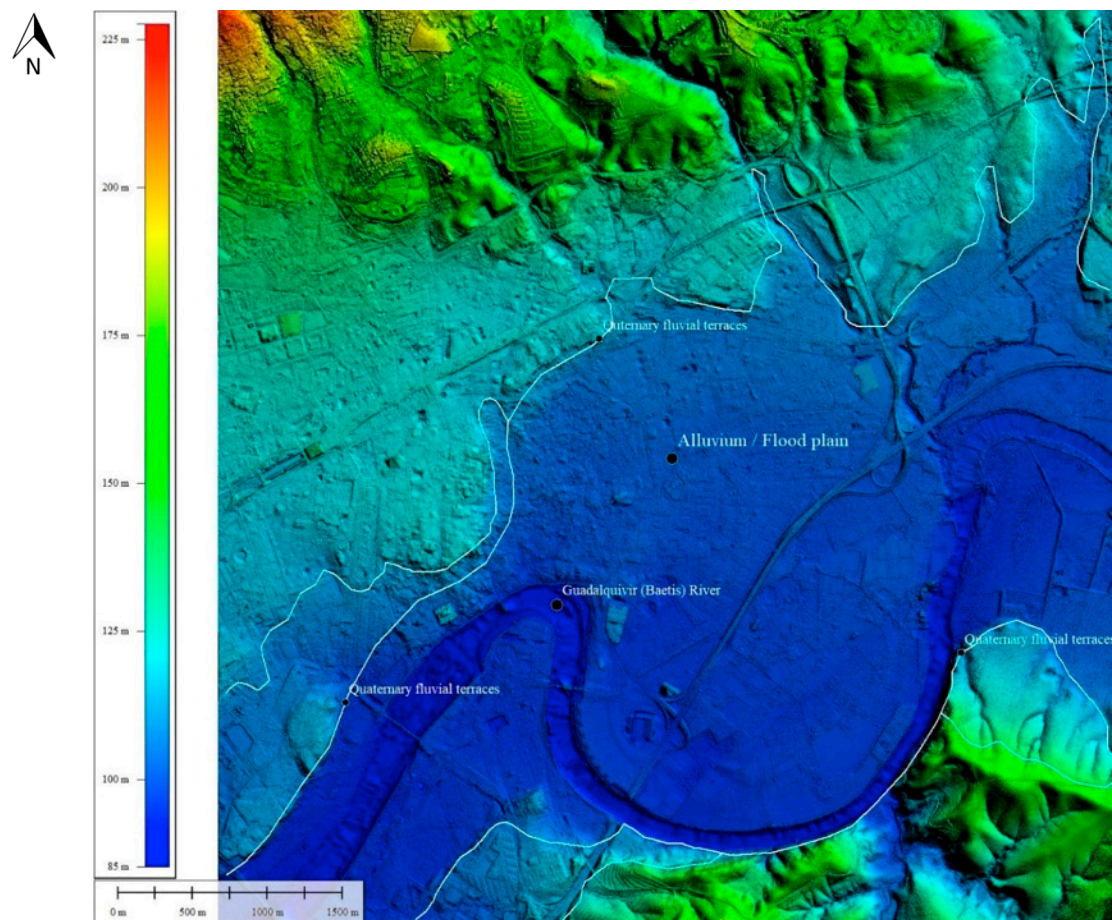 N
225 m
200 m
175 m
150 m
125 m
100 m
85 m
Quternary fluvial terraces
Alluvium / Flood plain
Guadalquivir (Baetis) River
Quaternary fluvial terraces
Quaternary fluvial terraces
0 m 500 m 1000 m 1500 m